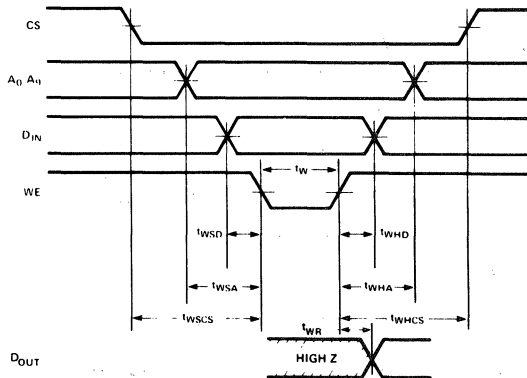 CS
A0 A9
DIN
tW
WE
tWSD
tWHD
tWSA
tWHA
tWSCS
tWHCS
tWR
DOUT
HIGH Z